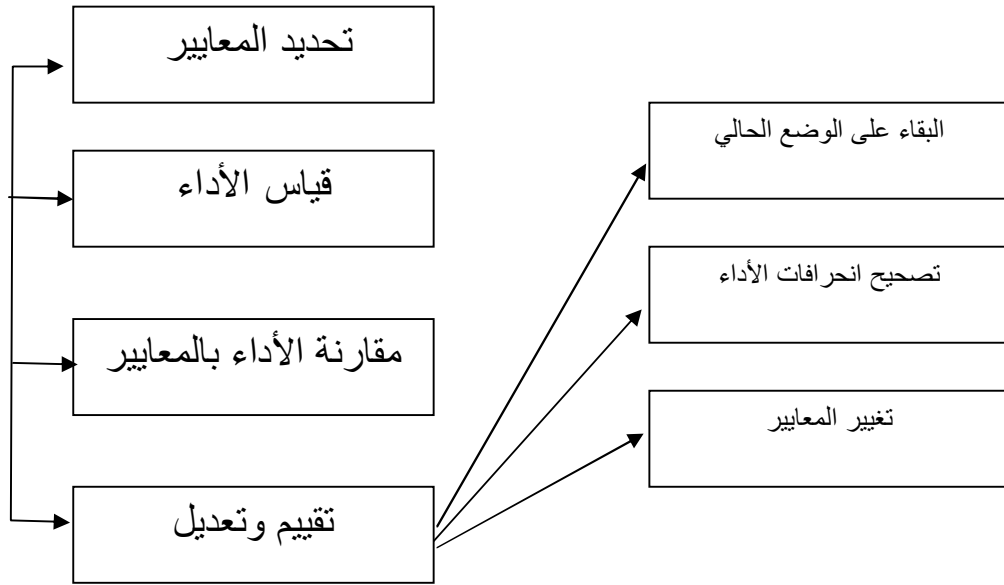 تحديد المعايير
قياس الأداء
مقارنة الأداء بالمعايير
تقييم وتعديل
البقاء على الوضع الحالي
تصحيح انحرافات الأداء
تغيير المعايير